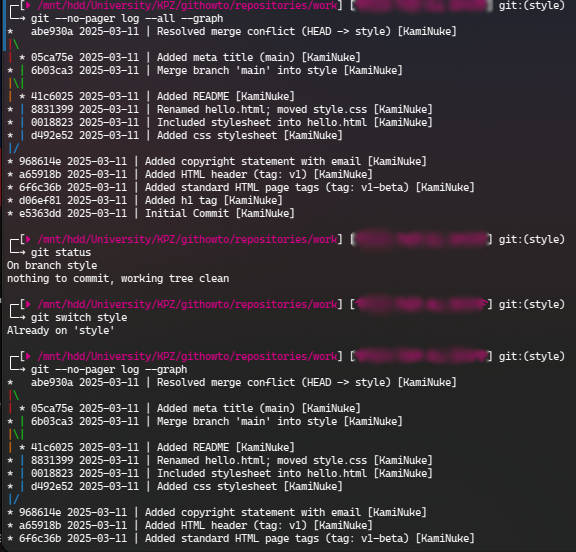 ╭─[❥ /mnt/hdd/University/KPZ/githowto/repositories/work] [] git:(style)
╰─➝ git --no-pager log --all --graph
*   abe930a 2025-03-11 | Resolved merge conflict (HEAD -> style) [KamiNuke]
|\
| * 05ca75e 2025-03-11 | Added meta title (main) [KamiNuke]
* | 6b03ca3 2025-03-11 | Merge branch 'main' into style [KamiNuke]
|\|
| * 41c6025 2025-03-11 | Added README [KamiNuke]
* | 8831399 2025-03-11 | Renamed hello.html; moved style.css [KamiNuke]
* | 0018823 2025-03-11 | Included stylesheet into hello.html [KamiNuke]
* | d492e52 2025-03-11 | Added css stylesheet [KamiNuke]
|/
* 968614e 2025-03-11 | Added copyright statement with email [KamiNuke]
* a65918b 2025-03-11 | Added HTML header (tag: v1) [KamiNuke]
* 6f6c36b 2025-03-11 | Added standard HTML page tags (tag: v1-beta) [KamiNuke]
* d06ef81 2025-03-11 | Added h1 tag [KamiNuke]
* e5363dd 2025-03-11 | Initial Commit [KamiNuke]
╭─[❥ /mnt/hdd/University/KPZ/githowto/repositories/work] [] git:(style)
╰─➝ git status
On branch style
nothing to commit, working tree clean
╭─[❥ /mnt/hdd/University/KPZ/githowto/repositories/work] [] git:(style)
╰─➝ git switch style
Already on 'style'
╭─[❥ /mnt/hdd/University/KPZ/githowto/repositories/work] [] git:(style)
╰─➝ git --no-pager log --graph
*   abe930a 2025-03-11 | Resolved merge conflict (HEAD -> style) [KamiNuke]
|\
| * 05ca75e 2025-03-11 | Added meta title (main) [KamiNuke]
* | 6b03ca3 2025-03-11 | Merge branch 'main' into style [KamiNuke]
|\|
| * 41c6025 2025-03-11 | Added README [KamiNuke]
* | 8831399 2025-03-11 | Renamed hello.html; moved style.css [KamiNuke]
* | 0018823 2025-03-11 | Included stylesheet into hello.html [KamiNuke]
* | d492e52 2025-03-11 | Added css stylesheet [KamiNuke]
|/
* 968614e 2025-03-11 | Added copyright statement with email [KamiNuke]
* a65918b 2025-03-11 | Added HTML header (tag: v1) [KamiNuke]
* 6f6c36b 2025-03-11 | Added standard HTML page tags (tag: v1-beta) [KamiNuke]